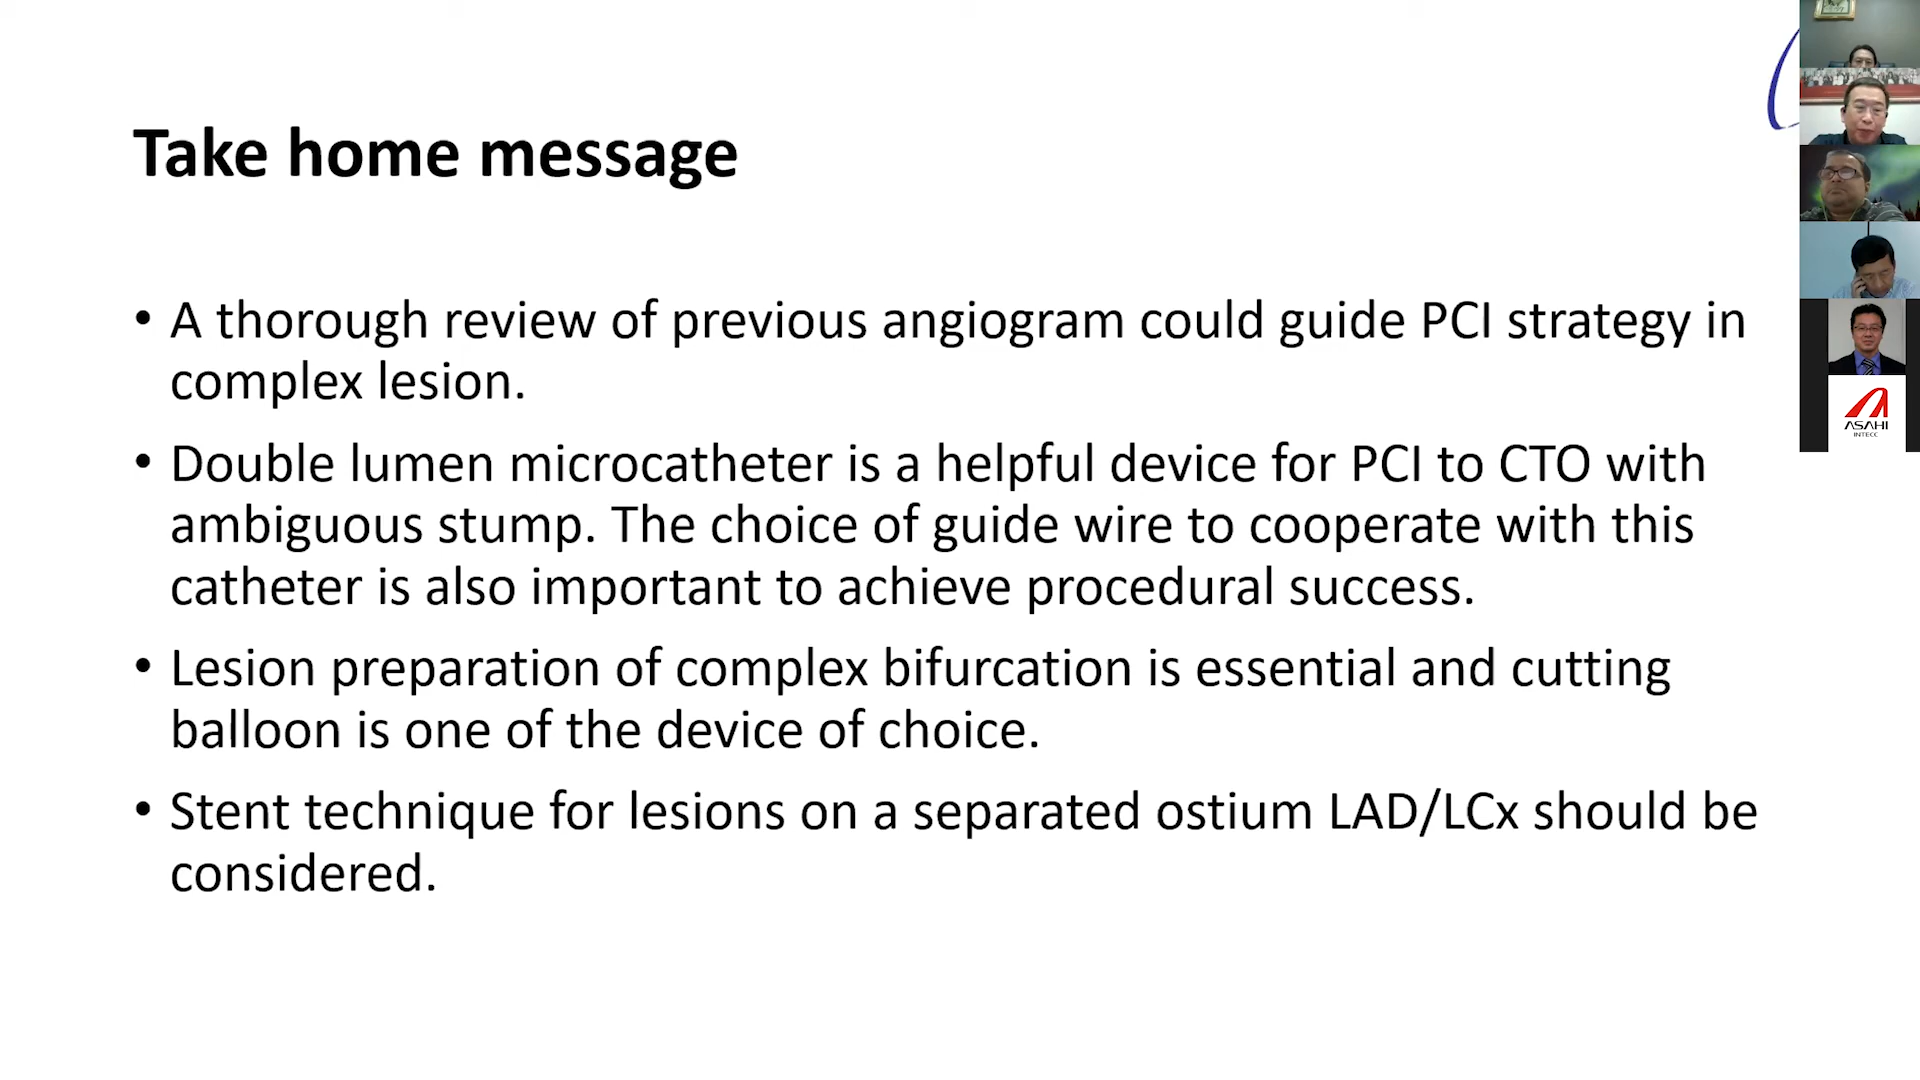 Take home message
• A thorough review of previous angiogram could guide PCI strategy in
complex lesion.
• Double lumen microcatheter is a helpful device for PCI to CTO with
ambiguous stump. The choice of guide wire to cooperate with this
catheter is also important to achieve procedural success.
• Lesion preparation of complex bifurcation is essential and cutting
balloon is one of the device of choice.
• Stent technique for lesions on a separated ostium LAD/LCx should be
considered.
ASAHI
INTECC